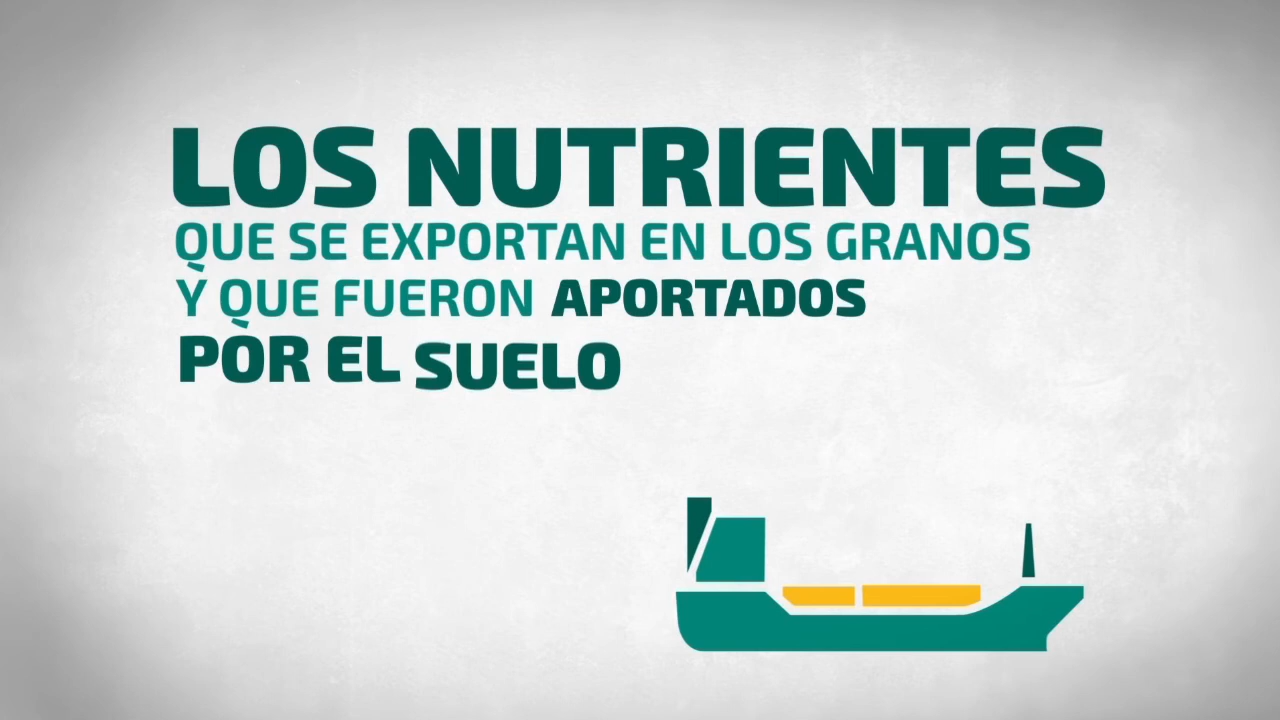 LOS NUTRIENTES
QUE SE EXPORTAN EN LOS GRANOS
Y QUE FUERON APORTADOS
POR EL SUELO